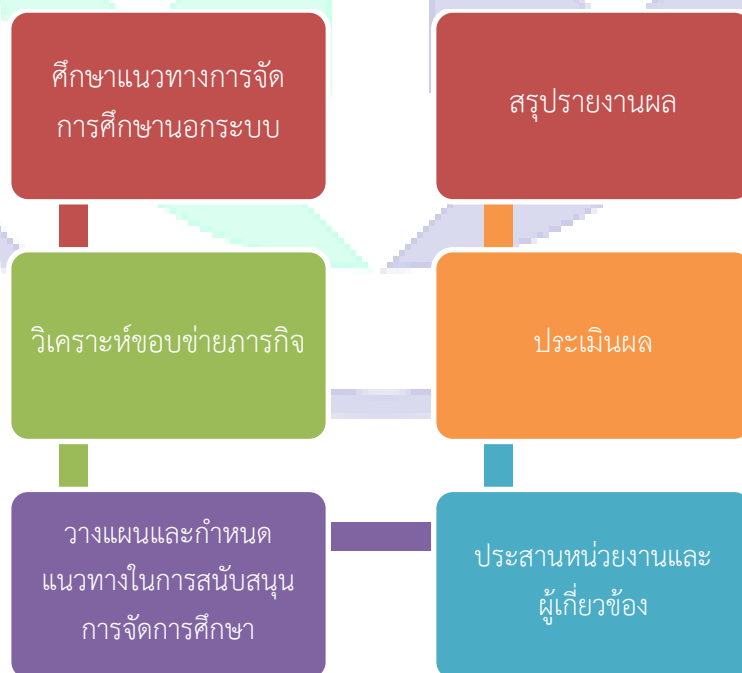 ศึกษาแนวทางการจัด
การศึกษานอกระบบ
วิเคราะห์ขอบข่ายภารกิจ
วางแผนและกำหนด
แนวทางในการสนับสนุน
การจัดการศึกษา
ประสานหน่วยงานและ
ผู้เกี่ยวข้อง
ประเมินผล
สรุปรายงานผล